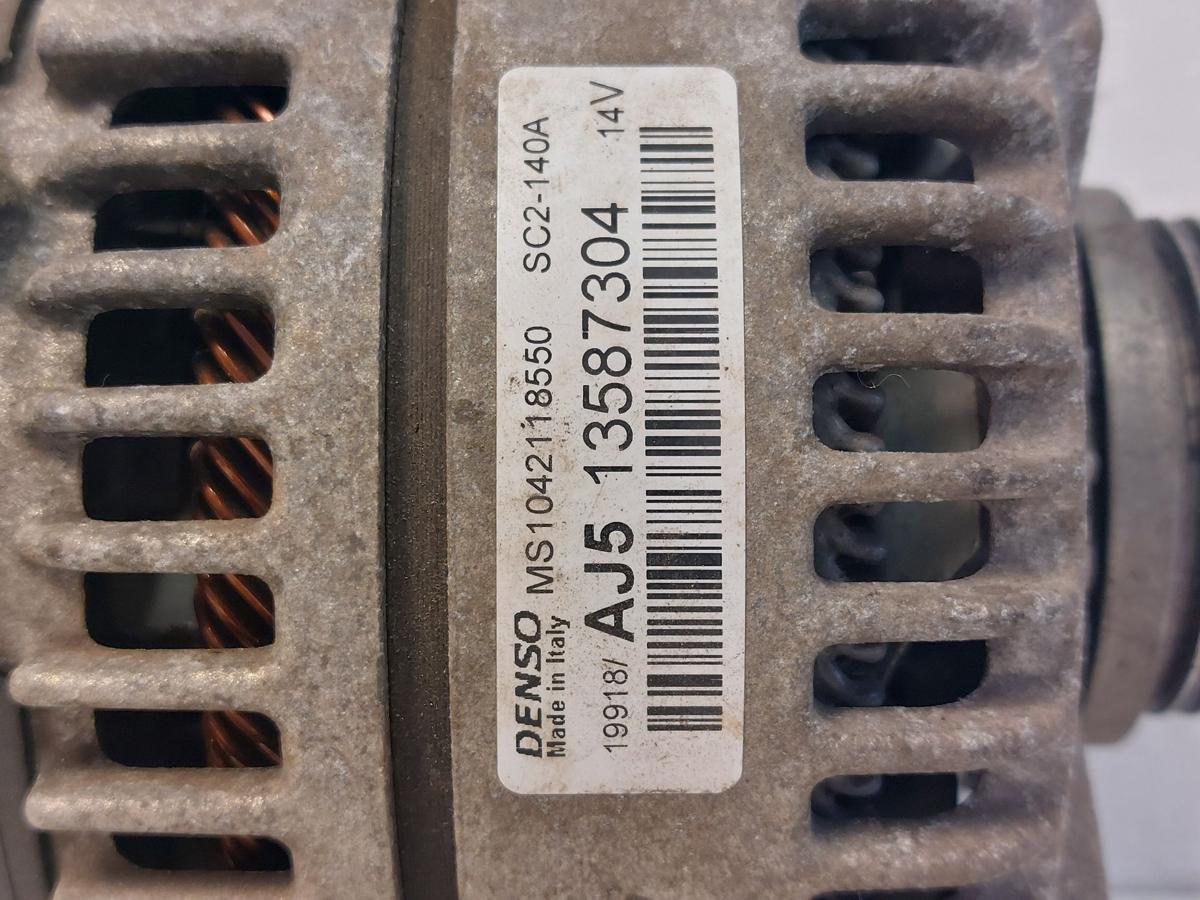 DENSO MS1042118550 SC2-140A
Made in Italy
19918/ AJ5 13587304 14V